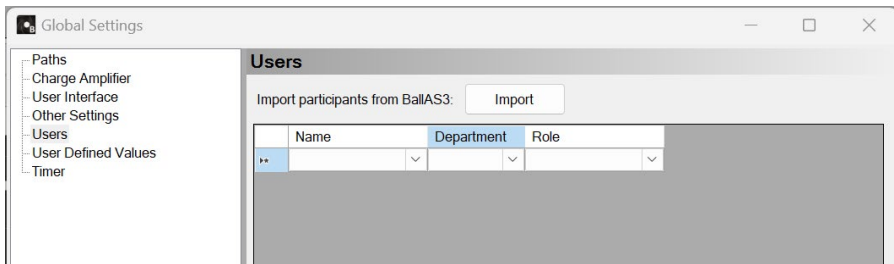 Global Settings
Paths
Charge Amplifier
User Interface
Other Settings
Users
User Defined Values
Timer
Users
Import participants from BallAS3: Import
Name Department Role